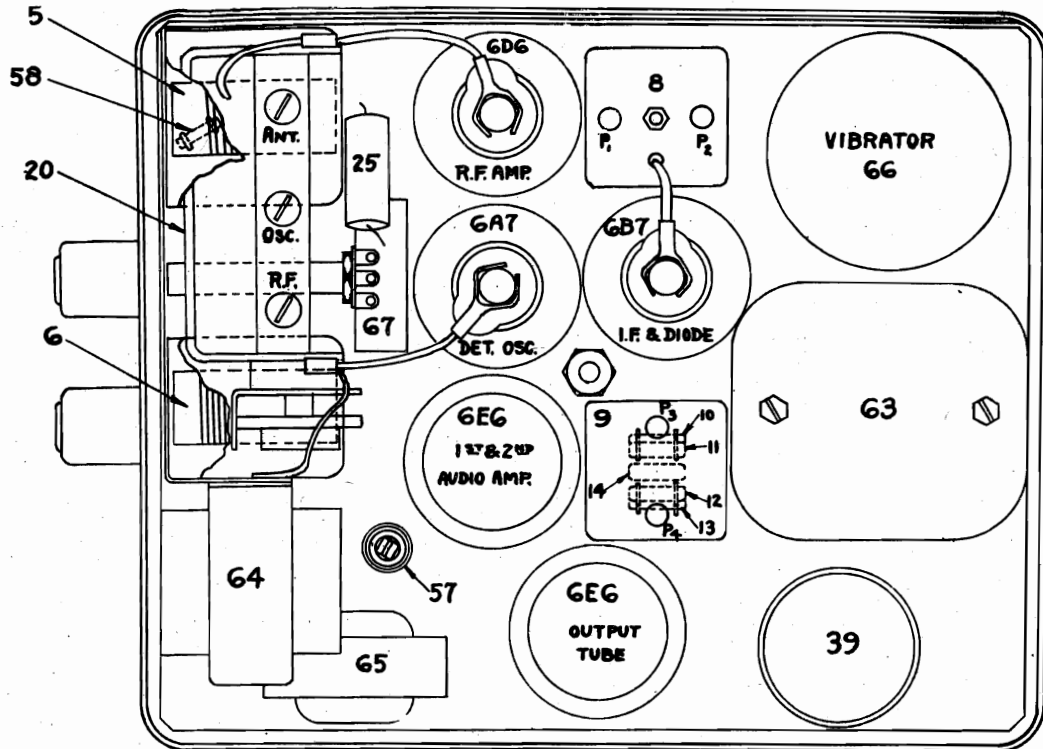 5
58
20
6
ANT.
OSC.
R.F.
25
67
6D6
R.F. AMP.
8
P1
P2
VIBRATOR
66
6A7
DET. OSC.
6B7
I.F. & DIODE
63
6E6
1ST & 2ND
AUDIO AMP.
9
P3
10
11
14
12
13
P4
64
57
65
6E6
OUTPUT
TUBE
39